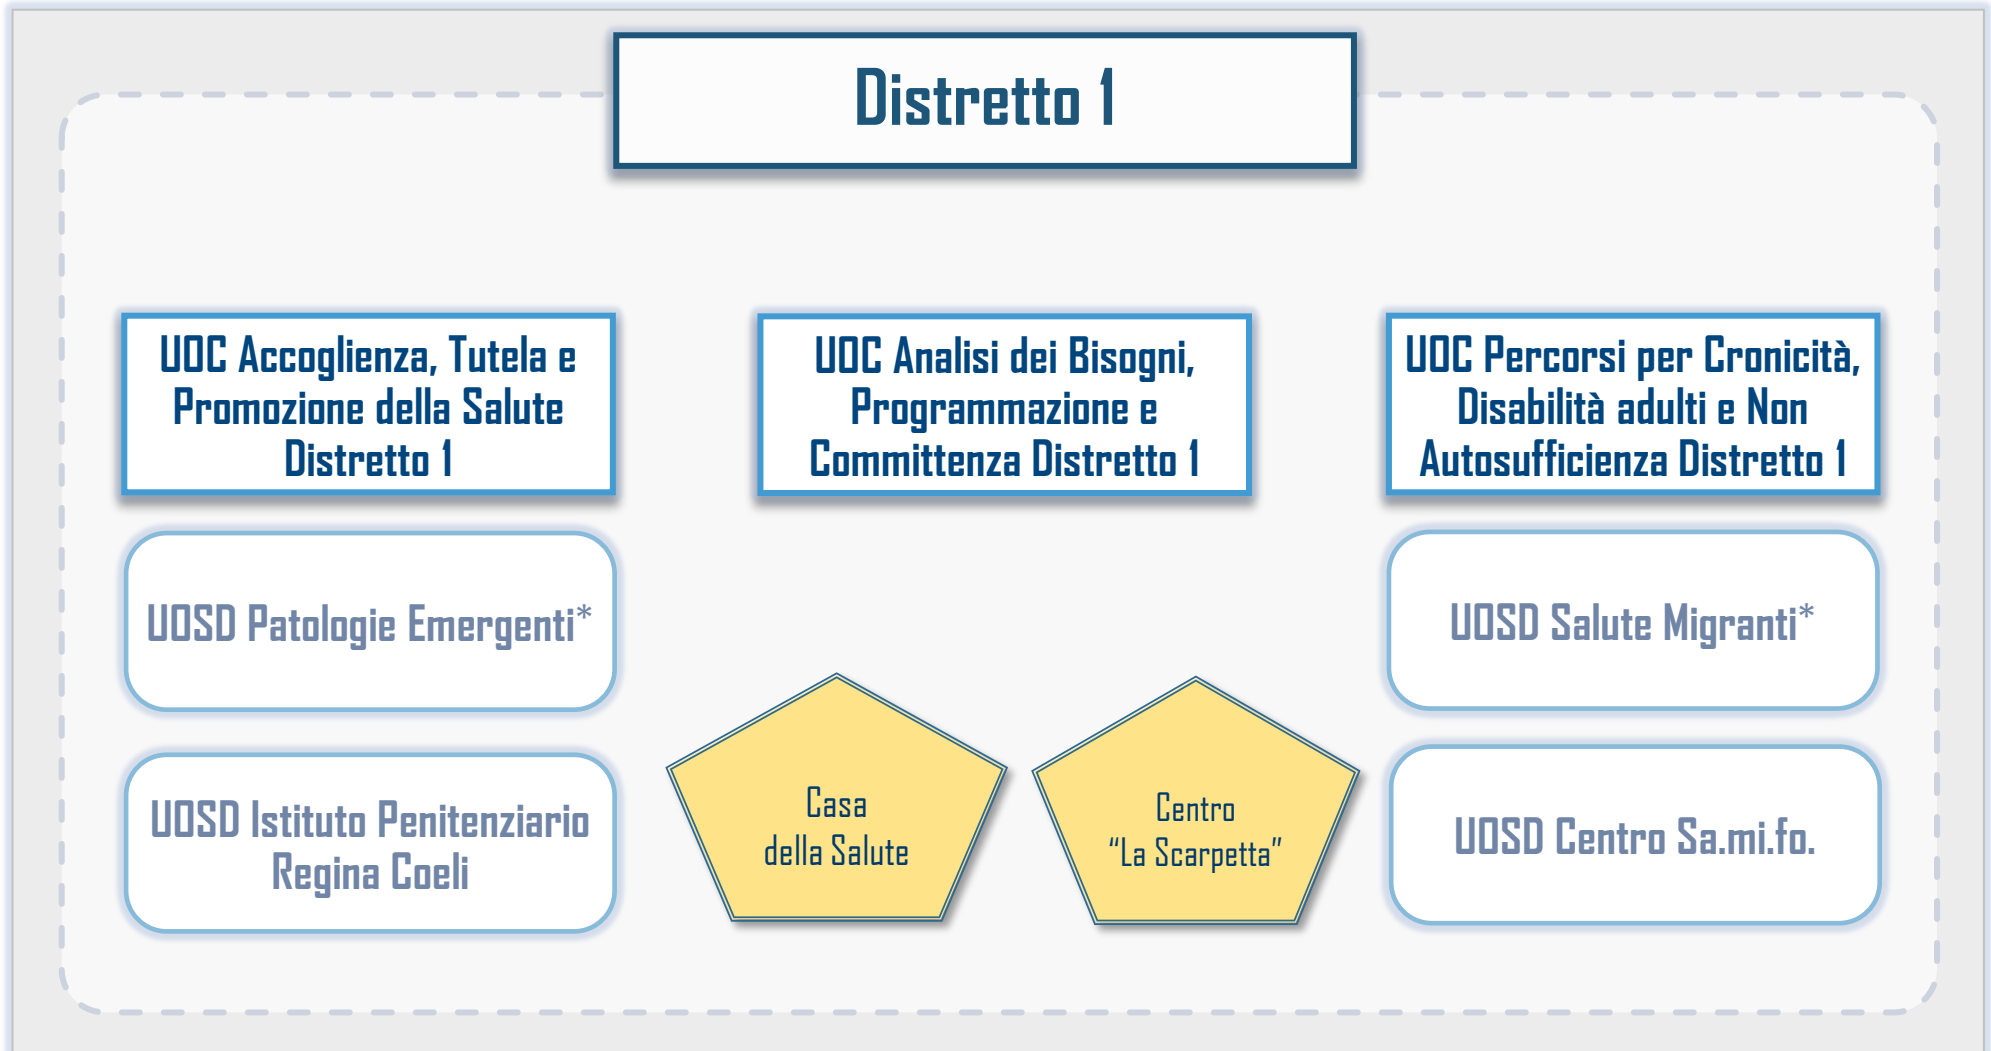 Distretto 1
UOC Accoglienza, Tutela e
Promozione della Salute
Distretto 1
UOC Analisi dei Bisogni,
Programmazione e
Committenza Distretto 1
UOC Percorsi per Cronicità,
Disabilità adulti e Non
Autosufficienza Distretto 1
UOSD Patologie Emergenti*
UOSD Salute Migranti*
UOSD Istituto Penitenziario
Regina Coeli
Casa
della Salute
Centro
“La Scarpetta”
UOSD Centro Sa.mi.fo.